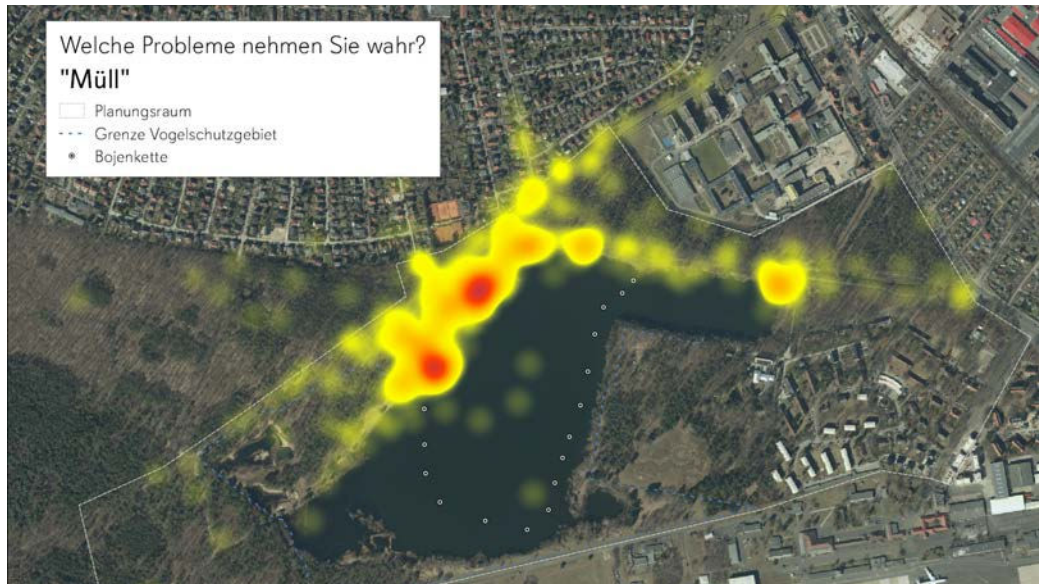 Welche Probleme nehmen Sie wahr?
"Müll"
Planungsraum
Grenze Vogelschutzgebiet
Bojenkette